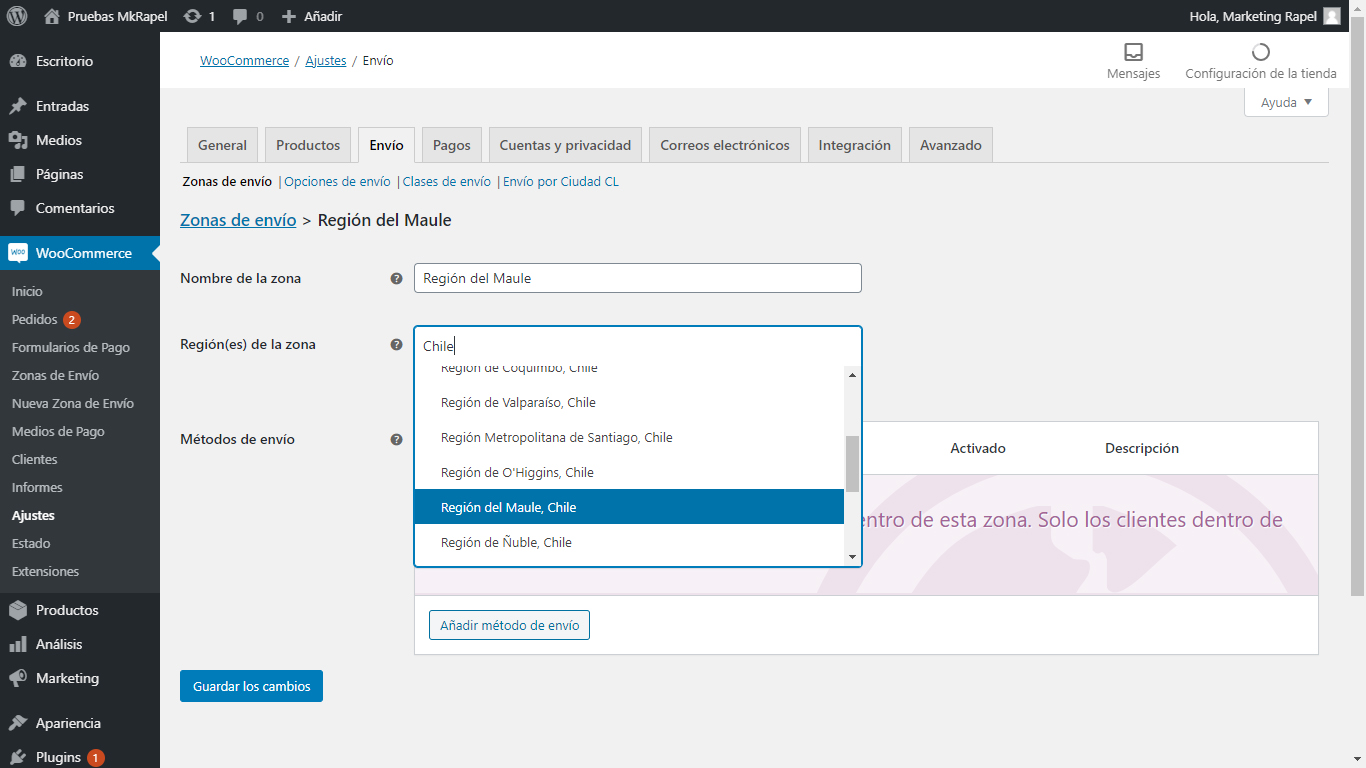 Pruebas MkRapel 1 0 Añadir Hola, Marketing Rapel
Escritorio
Entradas
Medios
Páginas
Comentarios
WooCommerce
Inicio
Pedidos 2
Formularios de Pago
Zonas de Envío
Nueva Zona de Envío
Medios de Pago
Clientes
Informes
Ajustes
Estado
Extensiones
Productos
Análisis
Marketing
Apariencia
Plugins 1
WooCommerce / Ajustes / Envío
Mensajes
Configuración de la tienda
Ayuda
General Productos Envío Pagos Cuentas y privacidad Correos electrónicos Integración Avanzado
Zonas de envío | Opciones de envío | Clases de envío | Envío por Ciudad CL
Zonas de envío > Región del Maule
Nombre de la zona ? Región del Maule
Región(es) de la zona ? Chile
Región de Coquimbo, Chile
Región de Valparaíso, Chile
Región Metropolitana de Santiago, Chile
Región de O'Higgins, Chile
Región del Maule, Chile
Región de Ñuble, Chile
Métodos de envío ? Activado Descripción
entro de esta zona. Solo los clientes dentro de
Añadir método de envío
Guardar los cambios